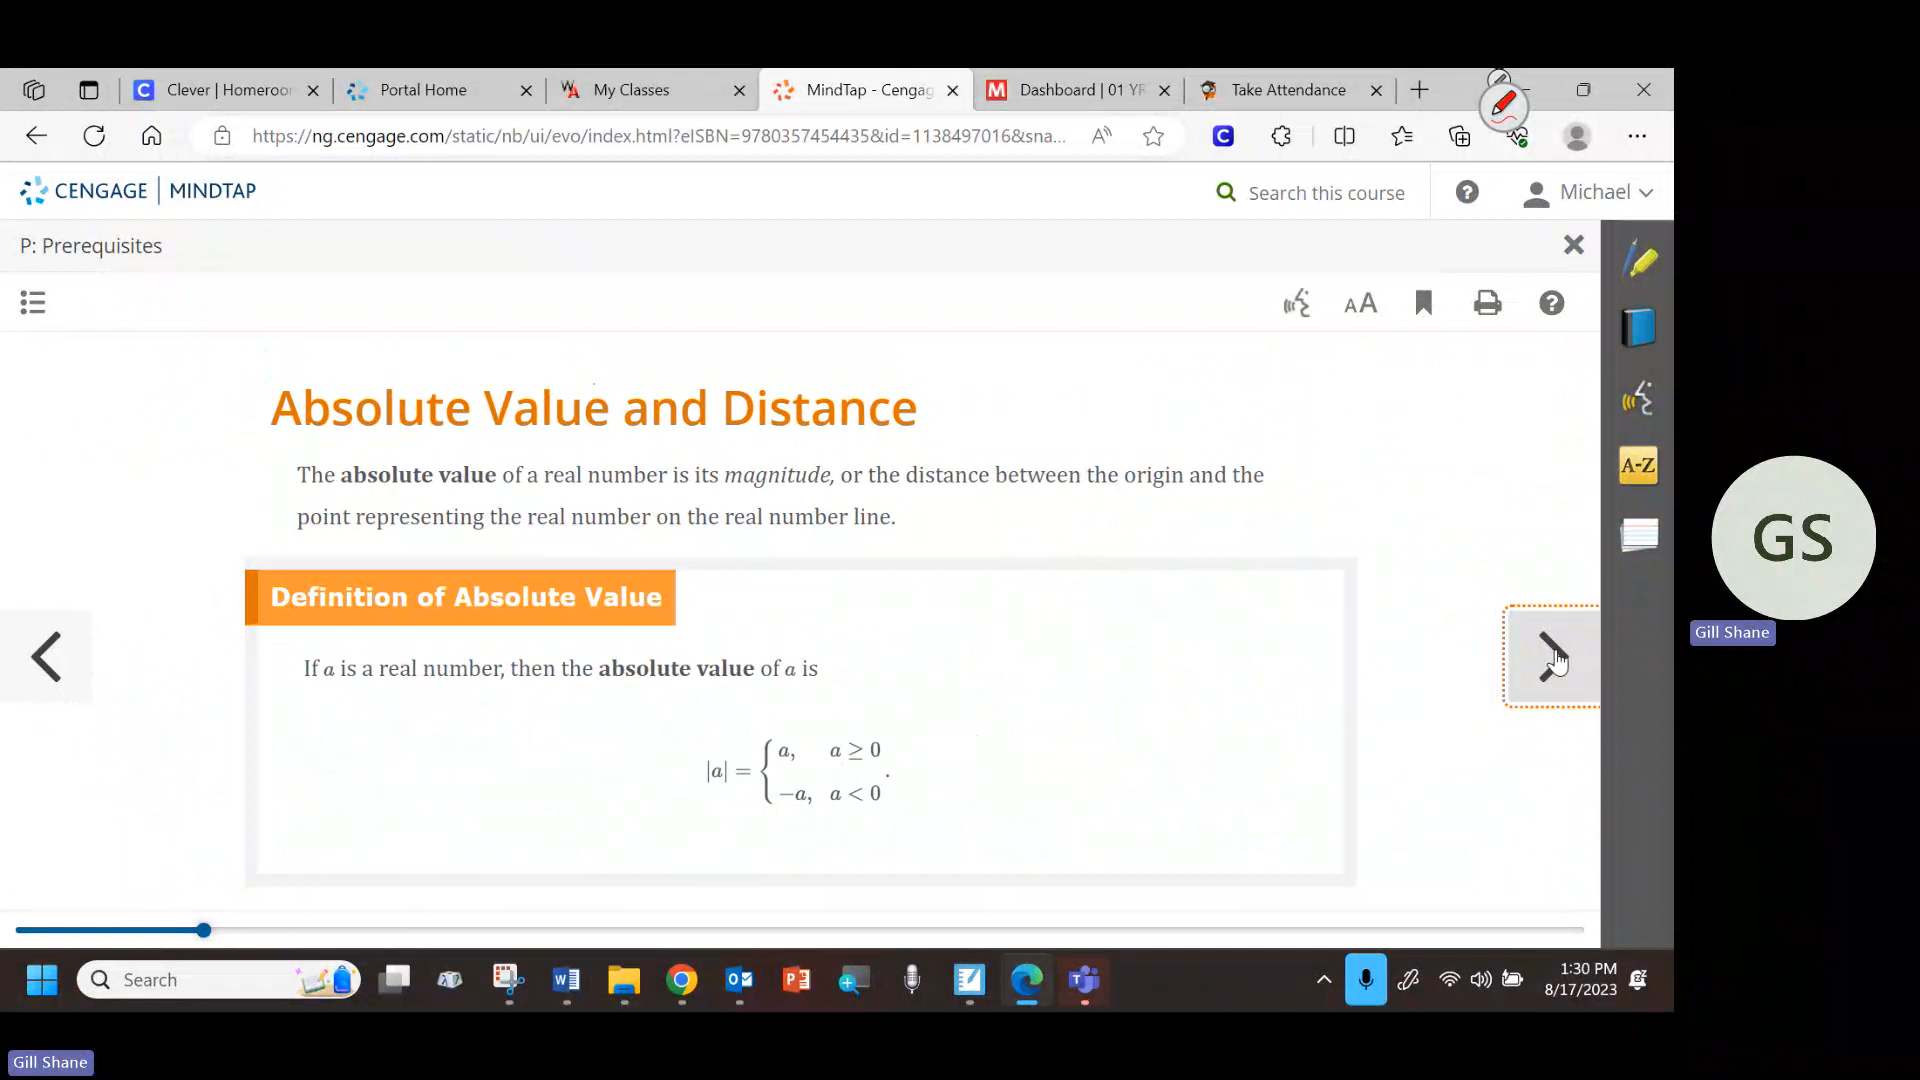 Clever | Homeroo
Portal Home
My Classes
MindTap - Cengag
Dashboard | 01 YR
Take Attendance
https://ng.cengage.com/static/nb/ui/evo/index.html?eISBN=9780357454435&id=1138497016&sna...
CENGAGE | MINDTAP
Search this course
Michael
P: Prerequisites
AA
Absolute Value and Distance
The absolute value of a real number is its magnitude, or the distance between the origin and the
point representing the real number on the real number line.
A-Z
Definition of Absolute Value
If a is a real number, then the absolute value of a is
|a| = { a, a ≥ 0
−a, a < 0 .
GS
Gill Shane
Search
1:30 PM
8/17/2023
Gill Shane